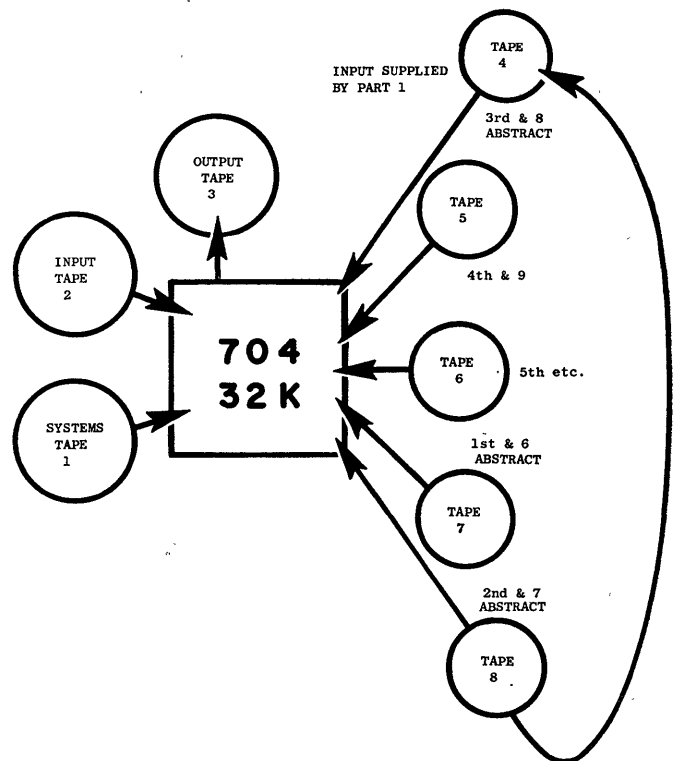 TAPE
4
INPUT SUPPLIED
BY PART 1
3rd & 8
ABSTRACT
OUTPUT
TAPE
3
TAPE
5
INPUT
TAPE
2
4th & 9
704
32K
TAPE
6
5th etc.
SYSTEMS
TAPE
1
1st & 6
ABSTRACT
TAPE
7
2nd & 7
ABSTRACT
TAPE
8